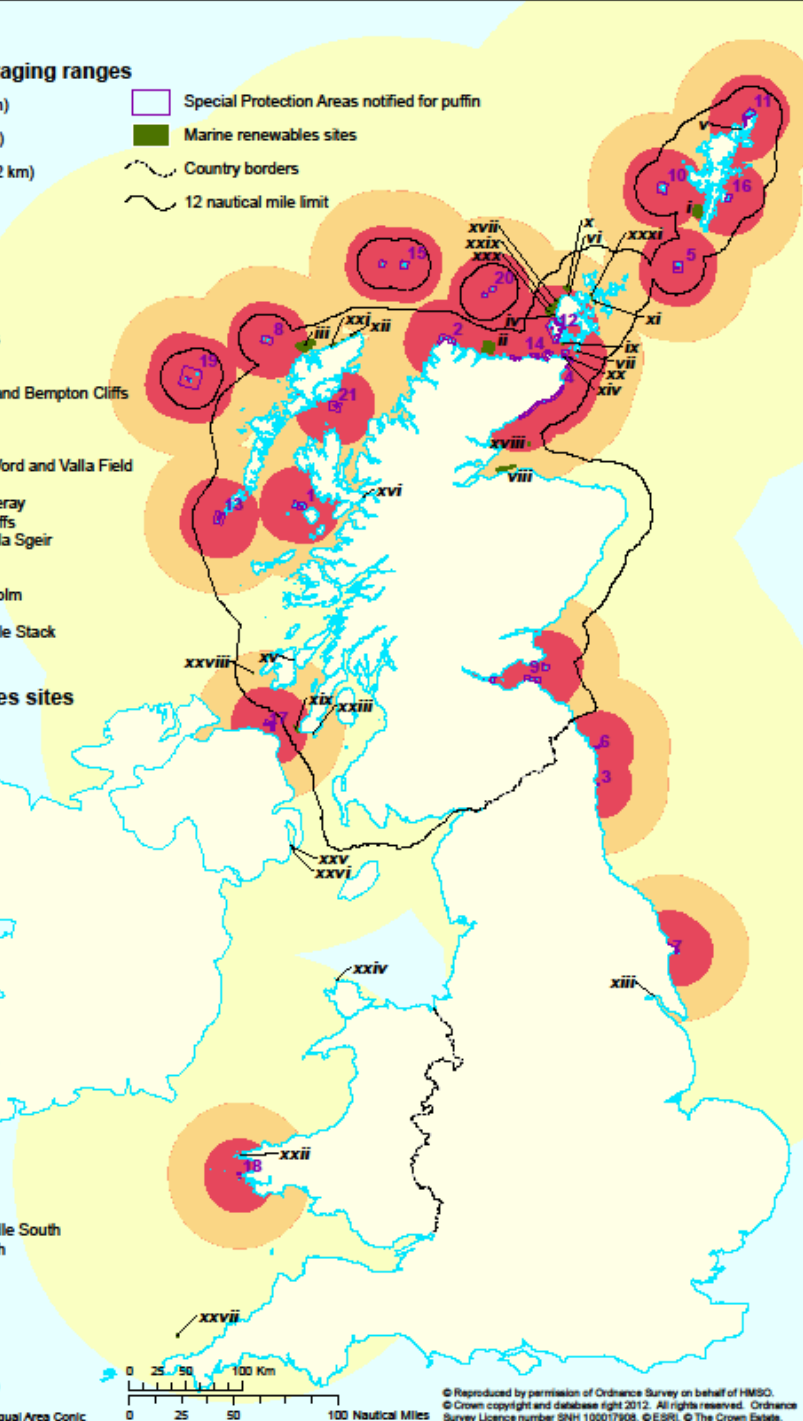 raging ranges
n)
)
2 km)
Special Protection Areas notified for puffin
Marine renewables sites
Country borders
12 nautical mile limit
nd Bempton Cliffs
ord and Valla Field
eray
ffs
la Sgeir
olm
le Stack
es sites
lle South
h
qual Area Conic
11
v
10
16
i
5
xvii
xxix
xxx
x
vi
xxxi
15
20
iv
12
xi
8
iii
xxi
xii
2
ii
14
ix
vii
xx
xiv
4
19
21
xviii
viii
13
1
xvi
xxviii
xv
9
17
xix
xxiii
6
3
xxv
xxvi
7
xxiv
xiii
xxii
18
xxvii
0 25 50 100 Km
0 50 100 Nautical Miles
© Reproduced by permission of Ordnance Survey on behalf of HMSO.
© Crown copyright and database right 2012. All rights reserved. Ordnance
Survey Licence number SNH 100017908. © ESRI. © The Crown Estate.